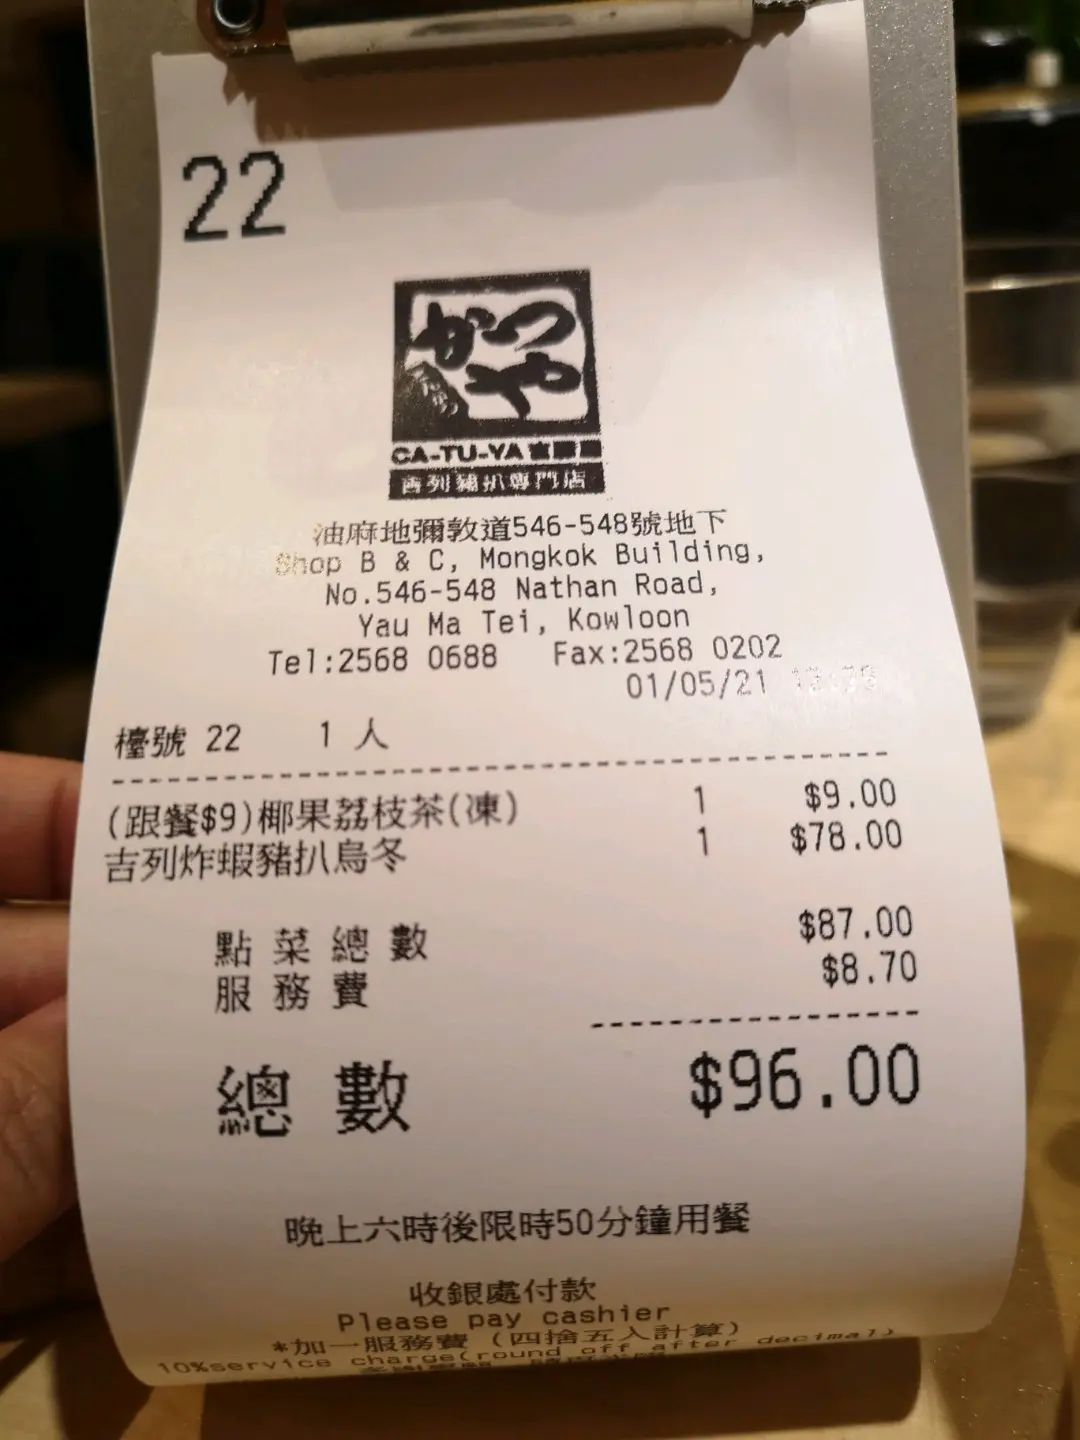 22
かつや
CA-TU-YA 吉豚屋
吉列豬扒專門店
油麻地彌敦道546-548號地下
Shop B & C, Mongkok Building,
No.546-548 Nathan Road,
Yau Ma Tei, Kowloon
Tel:2568 0688 Fax:2568 0202
01/05/21
檯號 22 1 人
(跟餐$9)椰果荔枝茶(凍) 1 $9.00
吉列炸蝦豬扒烏冬 1 $78.00
點菜總數 $87.00
服務費 $8.70
總數 $96.00
晚上六時後限時50分鐘用餐
收銀處付款
Please pay cashier
*加一服務費 (四捨五入計算)
10%service charge(round off after decimal)